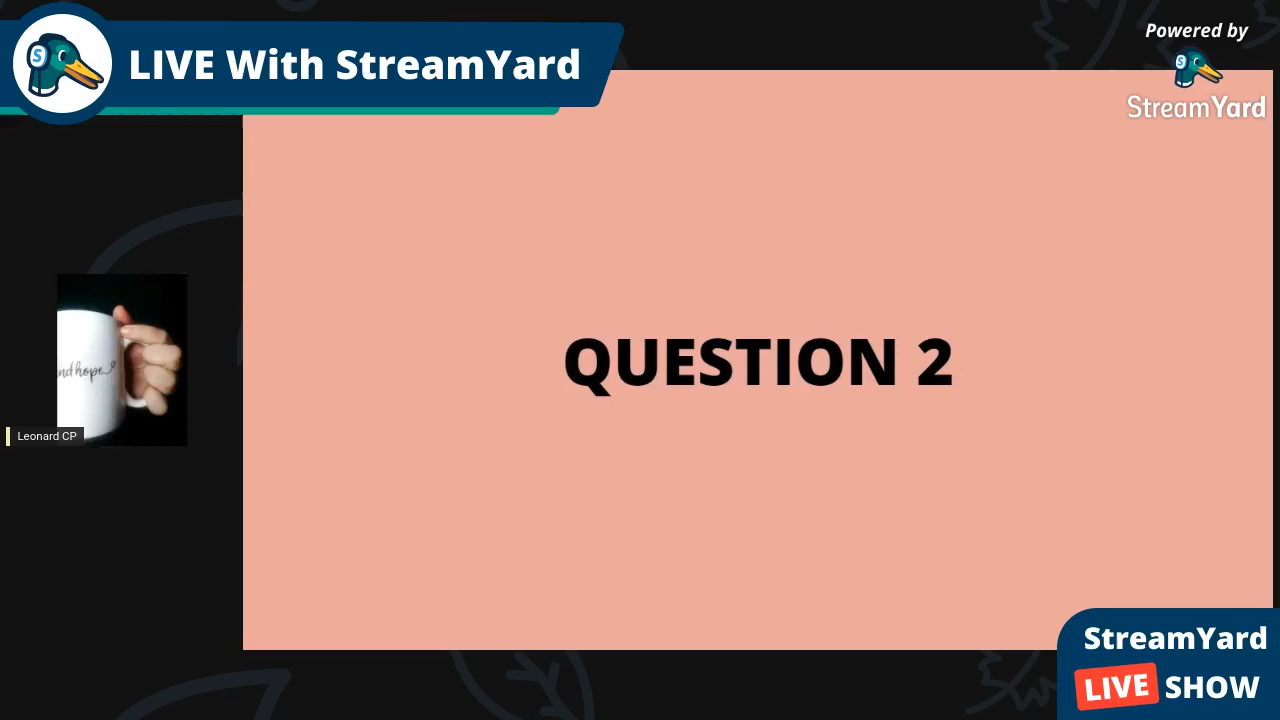 LIVE With StreamYard
Powered by
StreamYard
QUESTION 2
nd hope
Leonard CP
StreamYard
LIVE SHOW